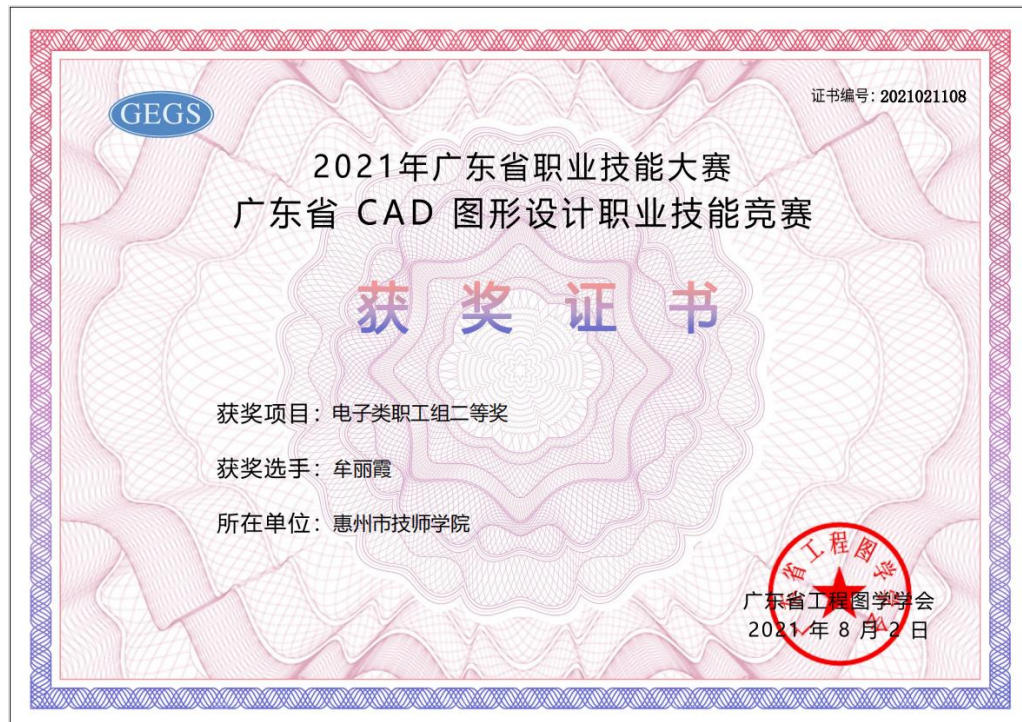 GEGS
证书编号：2021021108
2021年广东省职业技能大赛
广东省 CAD 图形设计职业技能竞赛
获奖证书
获奖项目：电子类职工组二等奖
获奖选手：牟丽霞
所在单位：惠州市技师学院
广东省工程图学学会
广东省工程图学学会
2021 年 8 月 2 日